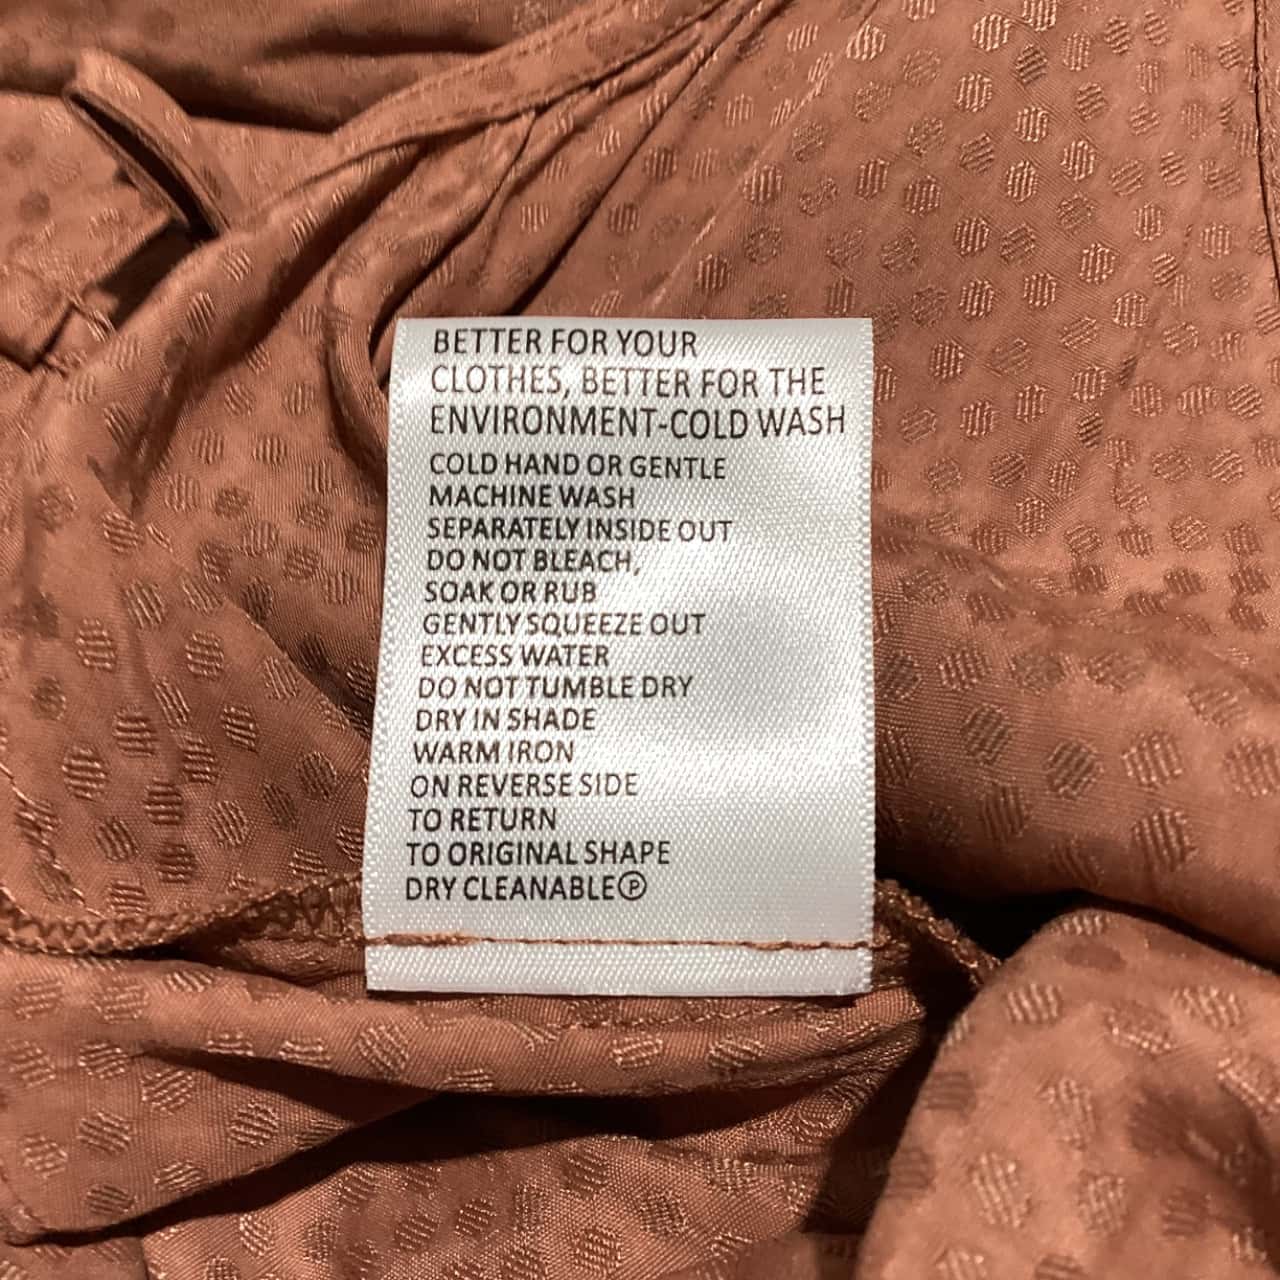 BETTER FOR YOUR
CLOTHES, BETTER FOR THE
ENVIRONMENT-COLD WASH
COLD HAND OR GENTLE
MACHINE WASH
SEPARATELY INSIDE OUT
DO NOT BLEACH,
SOAK OR RUB
GENTLY SQUEEZE OUT
EXCESS WATER
DO NOT TUMBLE DRY
DRY IN SHADE
WARM IRON
ON REVERSE SIDE
TO RETURN
TO ORIGINAL SHAPE
DRY CLEANABLEⓅ